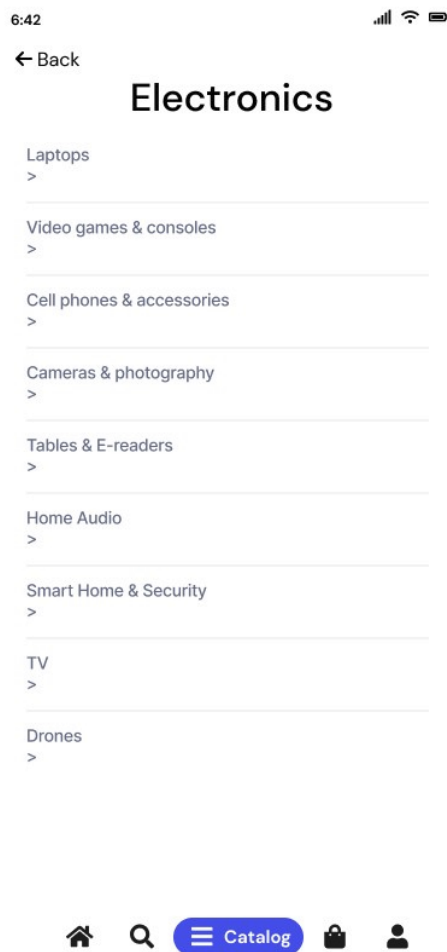 6:42
Back
Electronics
Laptops
>
Video games & consoles
>
Cell phones & accessories
>
Cameras & photography
>
Tables & E-readers
>
Home Audio
>
Smart Home & Security
>
TV
>
Drones
>
Catalog